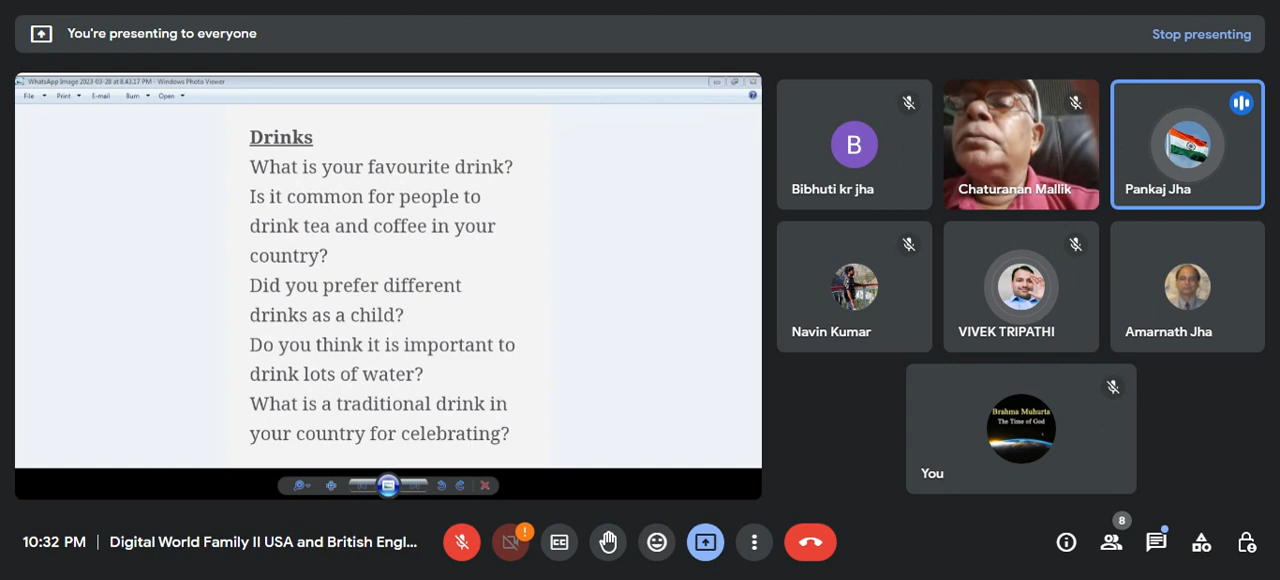 You're presenting to everyone
Stop presenting
WhatsApp Image 2023-03-28 at 8.43.17 PM - Windows Photo Viewer
File Print E-mail Burn Open
Drinks
What is your favourite drink?
Is it common for people to
drink tea and coffee in your
country?
Did you prefer different
drinks as a child?
Do you think it is important to
drink lots of water?
What is a traditional drink in
your country for celebrating?
B
Bibhuti kr jha
Chaturanan Mallik
Pankaj Jha
Navin Kumar
VIVEK TRIPATHI
Amarnath Jha
Brahma Muhurta
The Time of God
You
10:32 PM | Digital World Family II USA and British Engl...
!
8